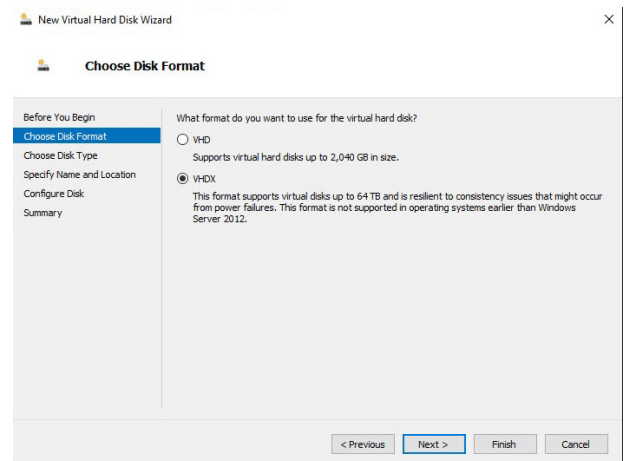 New Virtual Hard Disk Wizard
Choose Disk Format
Before You Begin
Choose Disk Format
Choose Disk Type
Specify Name and Location
Configure Disk
Summary
What format do you want to use for the virtual hard disk?
VHD
Supports virtual hard disks up to 2,040 GB in size.
VHDX
This format supports virtual disks up to 64 TB and is resilient to consistency issues that might occur
from power failures. This format is not supported in operating systems earlier than Windows
Server 2012.
< Previous
Next >
Finish
Cancel